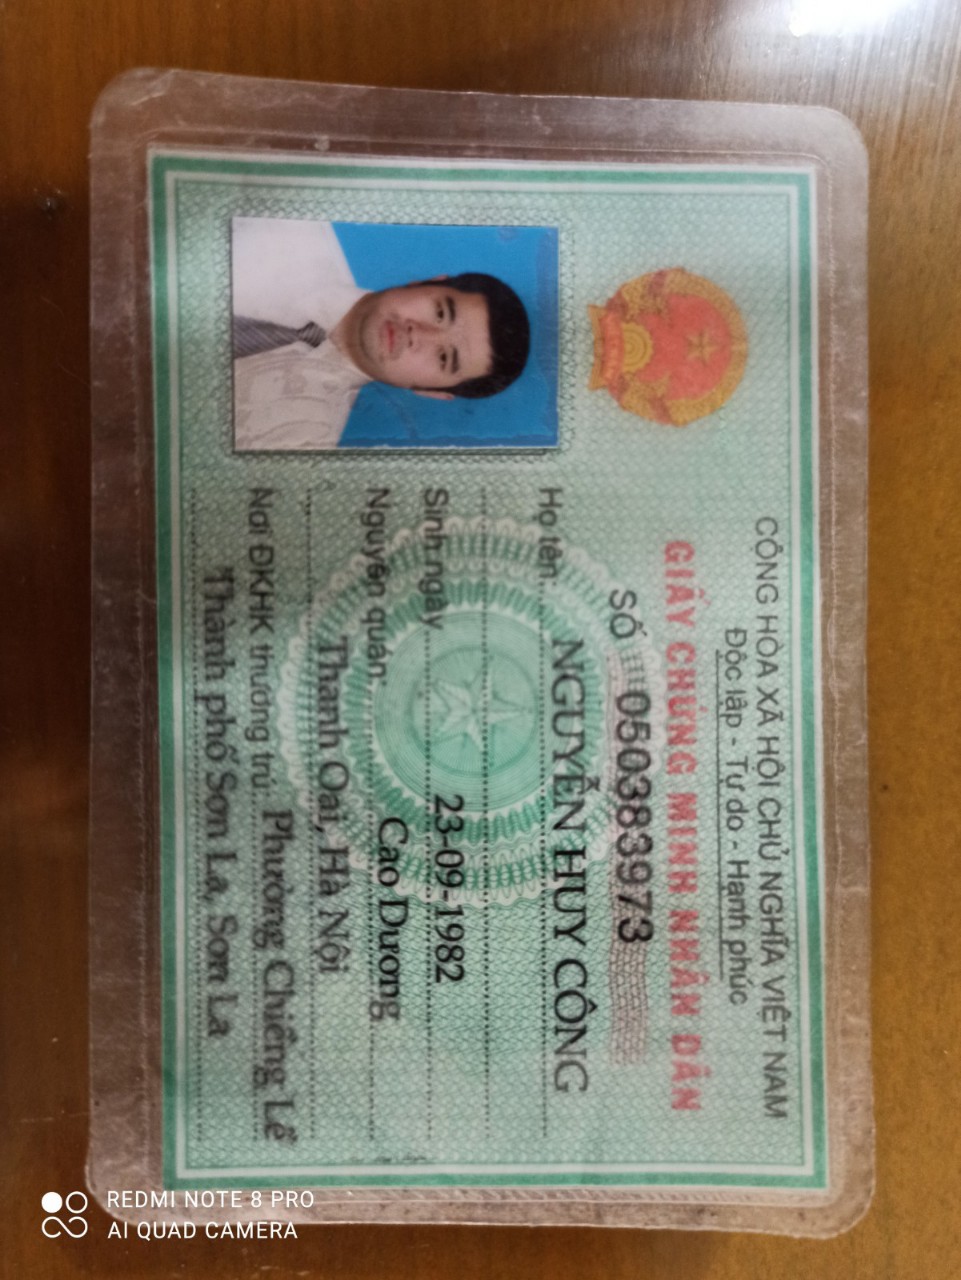 CỘNG HÒA XÃ HỘI CHỦ NGHĨA VIỆT NAM
Độc lập - Tự do - Hạnh phúc
GIẤY CHỨNG MINH NHÂN DÂN
SỐ 050383973
Họ tên: NGUYỄN HUY CÔNG
Sinh ngày 23-09-1982
Nguyên quán Cao Dương
Thanh Oai, Hà Nội
Nơi ĐKHK thường trú Phường Chiềng Lề
Thành phố Sơn La, Sơn La
REDMI NOTE 8 PRO
AI QUAD CAMERA